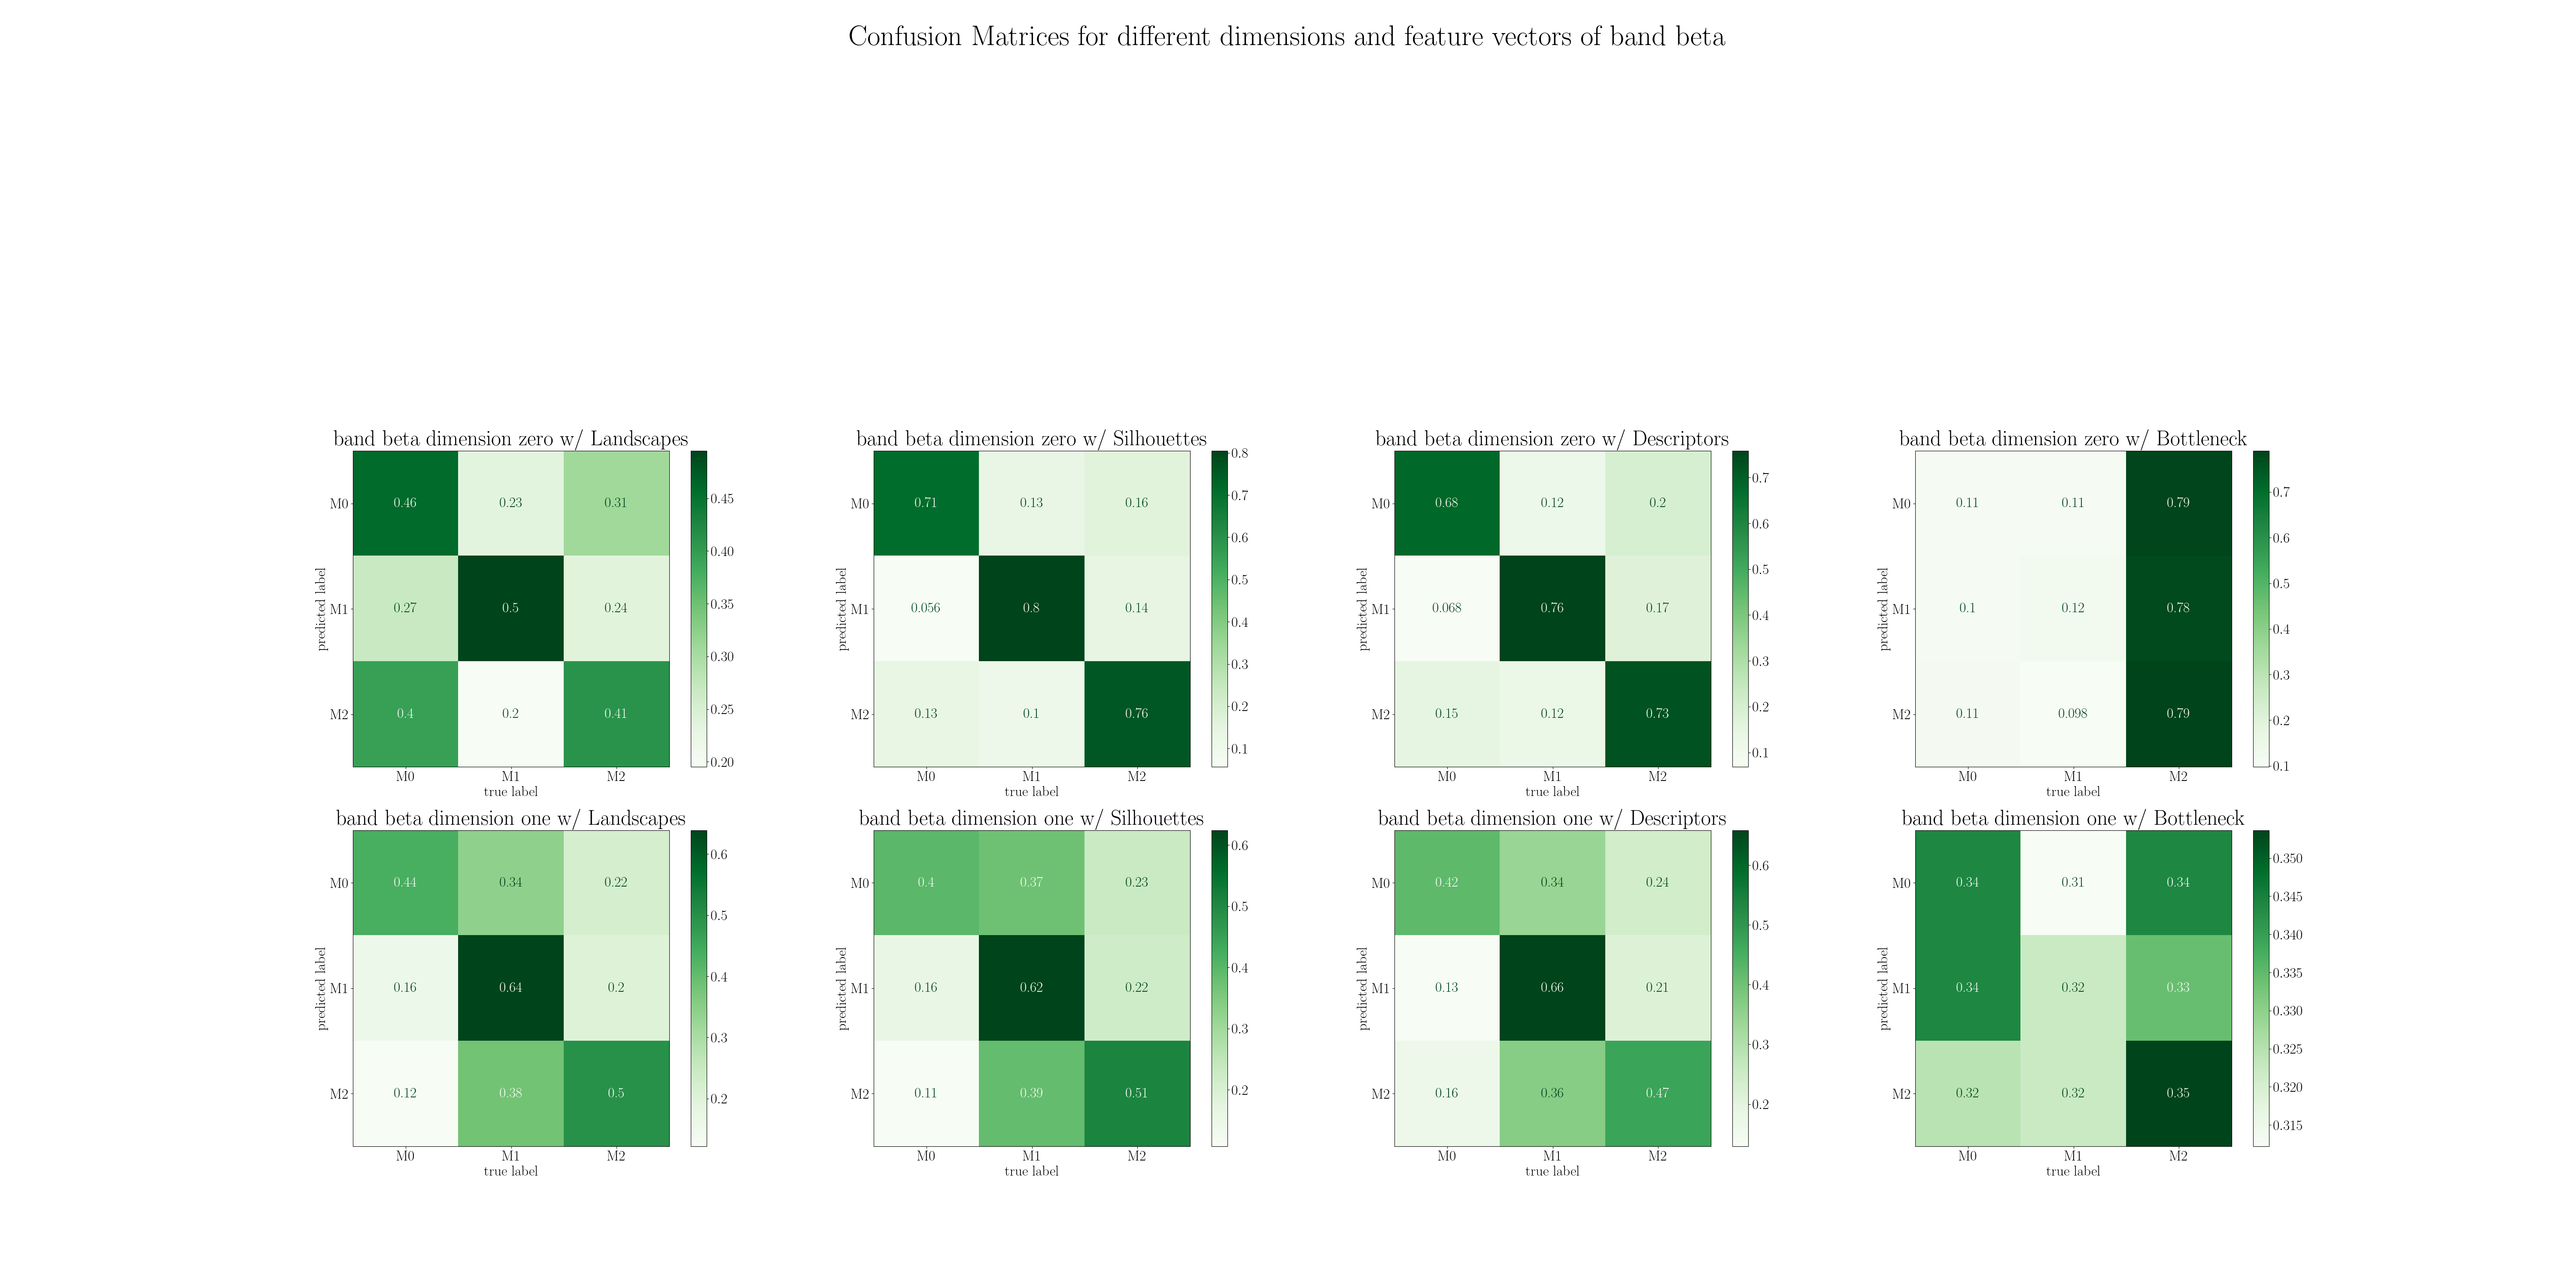 Confusion Matrices for different dimensions and feature vectors of band beta
band beta dimension zero w/ Landscapes
predicted label
M0 0.46 0.23 0.31
M1 0.27 0.5 0.24
M2 0.4 0.2 0.41
M0 M1 M2
true label
0.45
0.40
0.35
0.30
0.25
0.20
band beta dimension zero w/ Silhouettes
predicted label
M0 0.71 0.13 0.16
M1 0.056 0.8 0.14
M2 0.13 0.1 0.76
M0 M1 M2
true label
0.8
0.7
0.6
0.5
0.4
0.3
0.2
0.1
band beta dimension zero w/ Descriptors
predicted label
M0 0.68 0.12 0.2
M1 0.068 0.76 0.17
M2 0.15 0.12 0.73
M0 M1 M2
true label
0.7
0.6
0.5
0.4
0.3
0.2
0.1
band beta dimension zero w/ Bottleneck
predicted label
M0 0.11 0.11 0.79
M1 0.1 0.12 0.78
M2 0.11 0.098 0.79
M0 M1 M2
true label
0.7
0.6
0.5
0.4
0.3
0.2
0.1
band beta dimension one w/ Landscapes
predicted label
M0 0.44 0.34 0.22
M1 0.16 0.64 0.2
M2 0.12 0.38 0.5
M0 M1 M2
true label
0.6
0.5
0.4
0.3
0.2
band beta dimension one w/ Silhouettes
predicted label
M0 0.4 0.37 0.23
M1 0.16 0.62 0.22
M2 0.11 0.39 0.51
M0 M1 M2
true label
0.6
0.5
0.4
0.3
0.2
band beta dimension one w/ Descriptors
predicted label
M0 0.42 0.34 0.24
M1 0.13 0.66 0.21
M2 0.16 0.36 0.47
M0 M1 M2
true label
0.6
0.5
0.4
0.3
0.2
band beta dimension one w/ Bottleneck
predicted label
M0 0.34 0.31 0.34
M1 0.34 0.32 0.33
M2 0.32 0.32 0.35
M0 M1 M2
true label
0.350
0.345
0.340
0.335
0.330
0.325
0.320
0.315